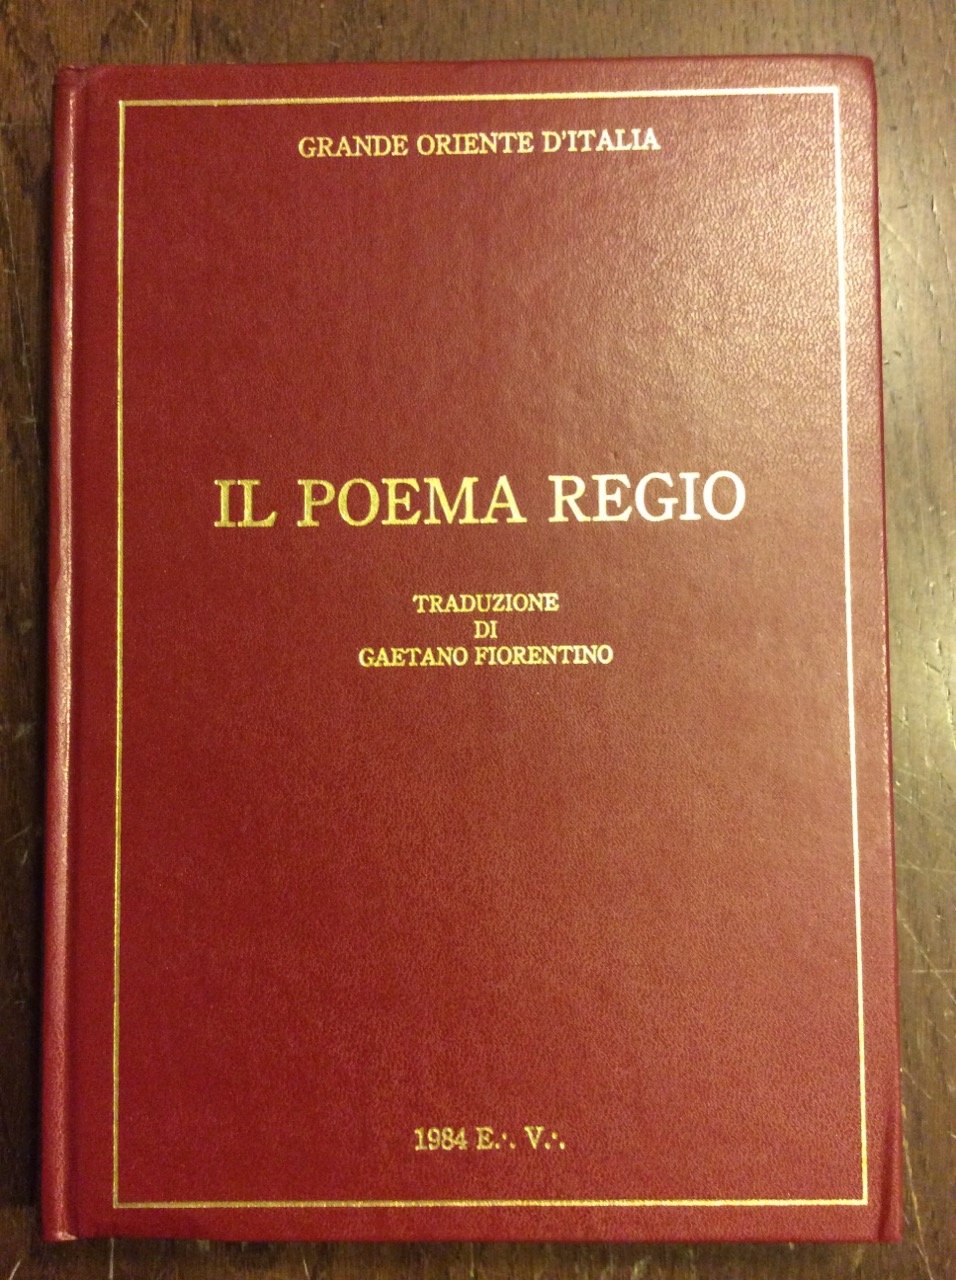 GRANDE ORIENTE D'ITALIA
IL POEMA REGIO
TRADUZIONE
DI
GAETANO FIORENTINO
1984 E∴ V∴